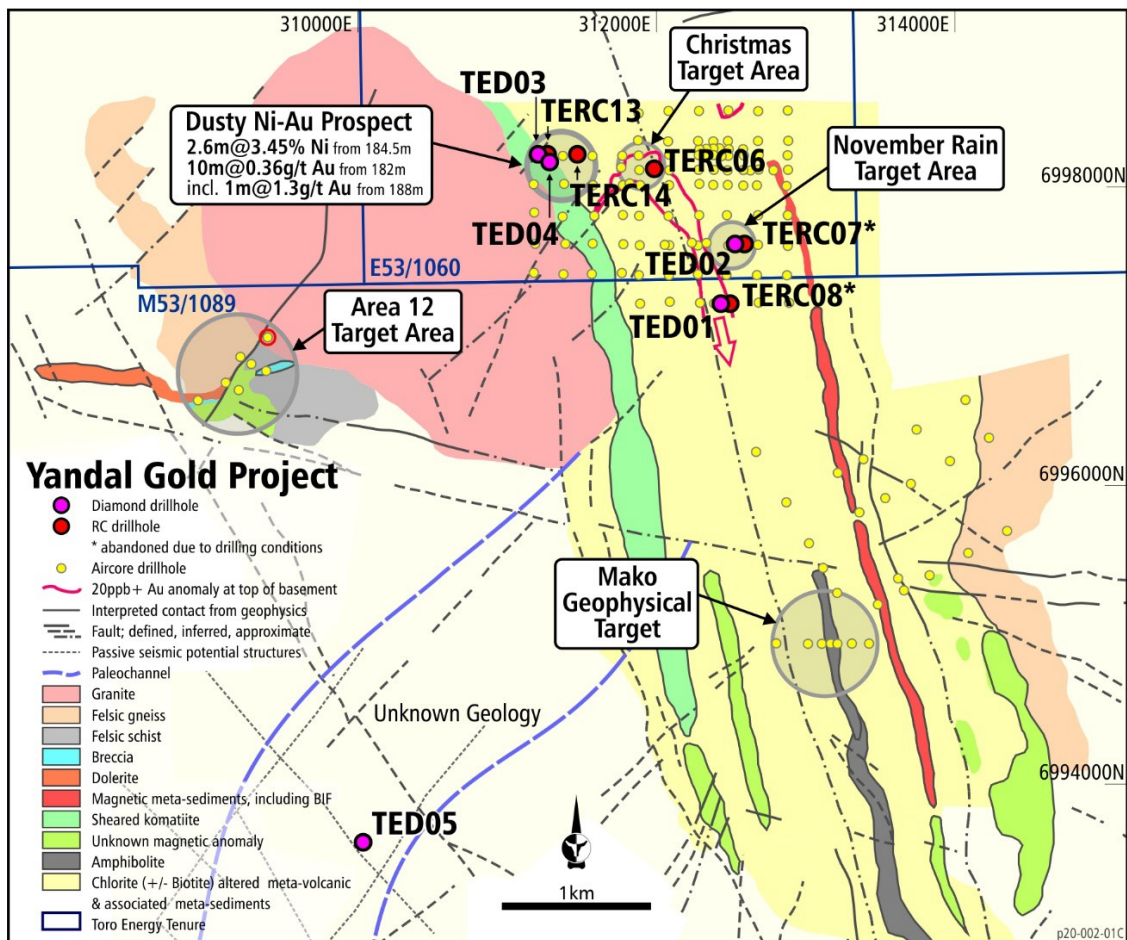 310000E
312000E
314000E
Christmas
Target Area
TED03
TERC13
Dusty Ni-Au Prospect
2.6m@3.45% Ni from 184.5m
10m@0.36g/t Au from 182m
incl. 1m@1.3g/t Au from 188m
November Rain
Target Area
TERC06
6998000N
TERC14
TED04
TERC07*
TED02
E53/1060
M53/1089
TERC08*
TED01
Area 12
Target Area
6996000N
Yandal Gold Project
Diamond drillhole
RC drillhole
* abandoned due to drilling conditions
Aircore drillhole
20ppb+ Au anomaly at top of basement
Interpreted contact from geophysics
Fault; defined, inferred, approximate
Passive seismic potential structures
Paleochannel
Granite
Felsic gneiss
Felsic schist
Breccia
Dolerite
Magnetic meta-sediments, including BIF
Sheared komatiite
Unknown magnetic anomaly
Amphibolite
Chlorite (+/- Biotite) altered meta-volcanic
& associated meta-sediments
Toro Energy Tenure
Mako
Geophysical
Target
Unknown Geology
6994000N
TED05
1km
p20-002-01C